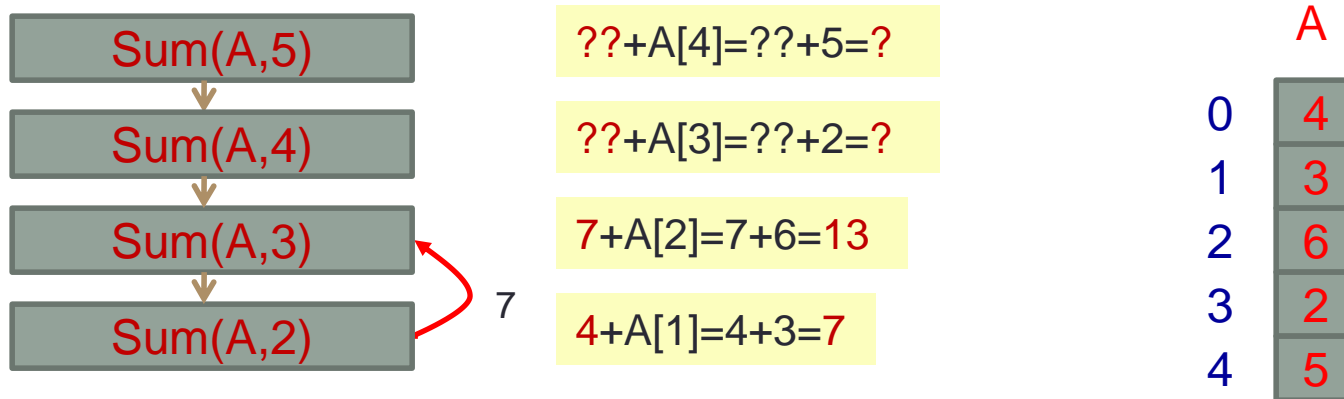 Sum(A,5)
??+A[4]=??+5=?
Sum(A,4)
??+A[3]=??+2=?
Sum(A,3)
7+A[2]=7+6=13
7
Sum(A,2)
4+A[1]=4+3=7
A
0 4
1 3
2 6
3 2
4 5